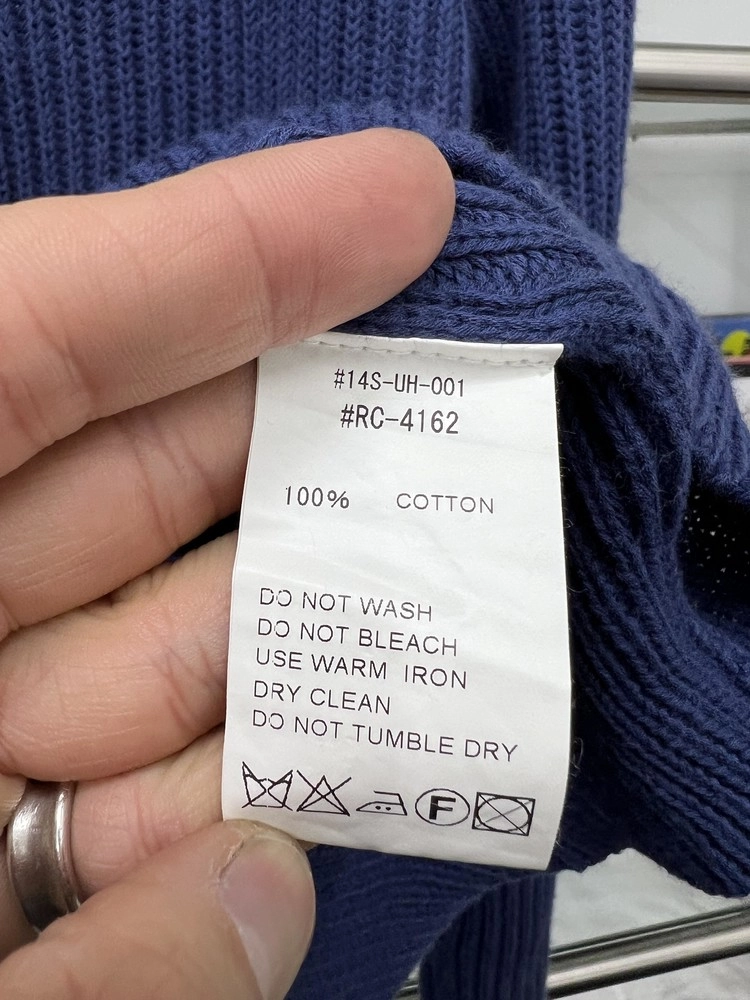 #14S-UH-001
#RC-4162
100% COTTON
DO NOT WASH
DO NOT BLEACH
USE WARM IRON
DRY CLEAN
DO NOT TUMBLE DRY
F